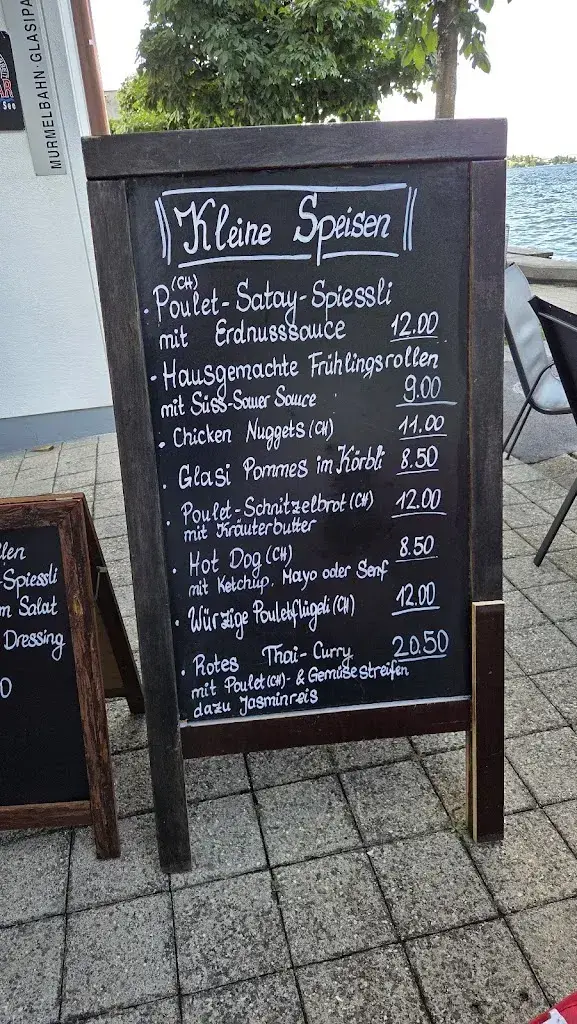 MURMELBAHN·GLASIPA
See
Kleine Speisen
· Poulet-Satay-Spiessli (CH)
mit Erdnusssauce 12.00
· Hausgemachte Frühlingsrollen
mit Süss-Sauer Sauce 9.00
· Chicken Nuggets (CH) 11.00
· Glasi Pommes im Körbli 8.50
· Poulet-Schnitzelbrot (CH) 12.00
mit Kräuterbutter
· Hot Dog (CH) 8.50
mit Ketchup, Mayo oder Senf
· Würzige Pouletflügeli (CH) 12.00
· Rotes Thai-Curry 20.50
mit Poulet (CH)- & Gemüsestreifen
dazu Jasminreis
llen
-Spiessli
m Salat
Dressing
0